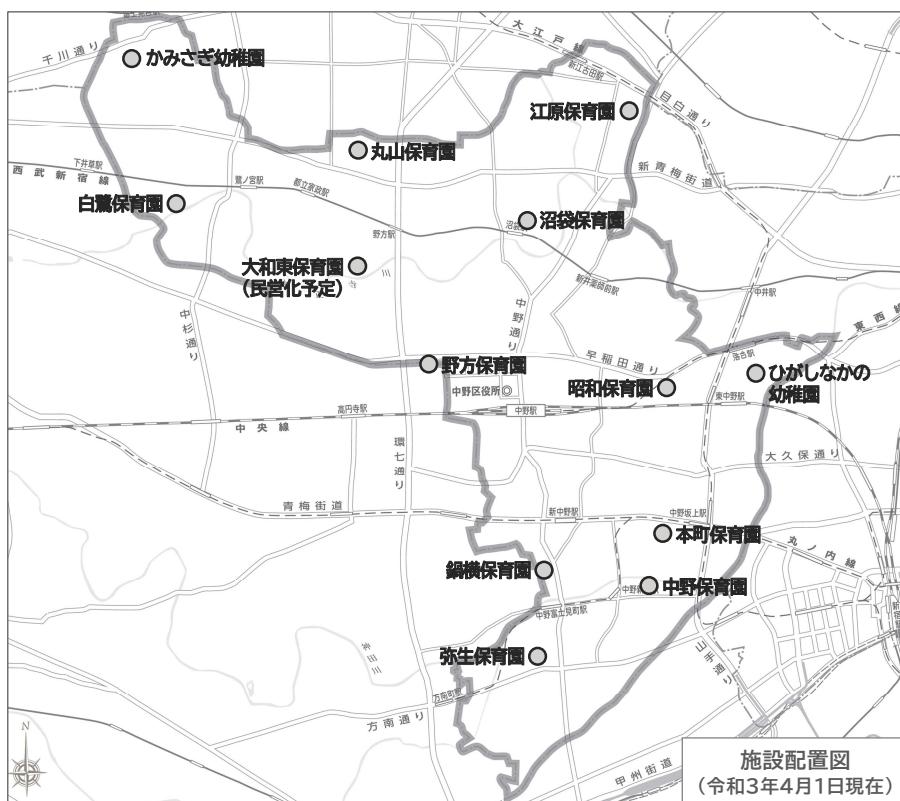 大江戸線
千川通り
かみさぎ幼稚園
新江古田駅
目白通り
江原保育園
丸山保育園
下井草駅
西武新宿線
鷺ノ宮駅
都立家政駅
新青梅街道
白鷺保育園
沼袋保育園
野方駅
大和東保育園
（民営化予定）
新井薬師前駅
中井駅
中杉通り
中野通り
東西線
早稲田通り
落合駅
野方保育園
ひがしなかの
幼稚園
昭和保育園
中野区役所◎
東中野駅
高円寺駅
中野駅
中央線
環七通り
大久保通り
青梅街道
新中野駅
中野坂上駅
本町保育園
丸ノ内線
鍋横保育園
中野保育園
中野富士見町駅
弥生保育園
山手通り
方南町駅
方南通り
甲州街道
N
施設配置図
（令和3年4月1日現在）